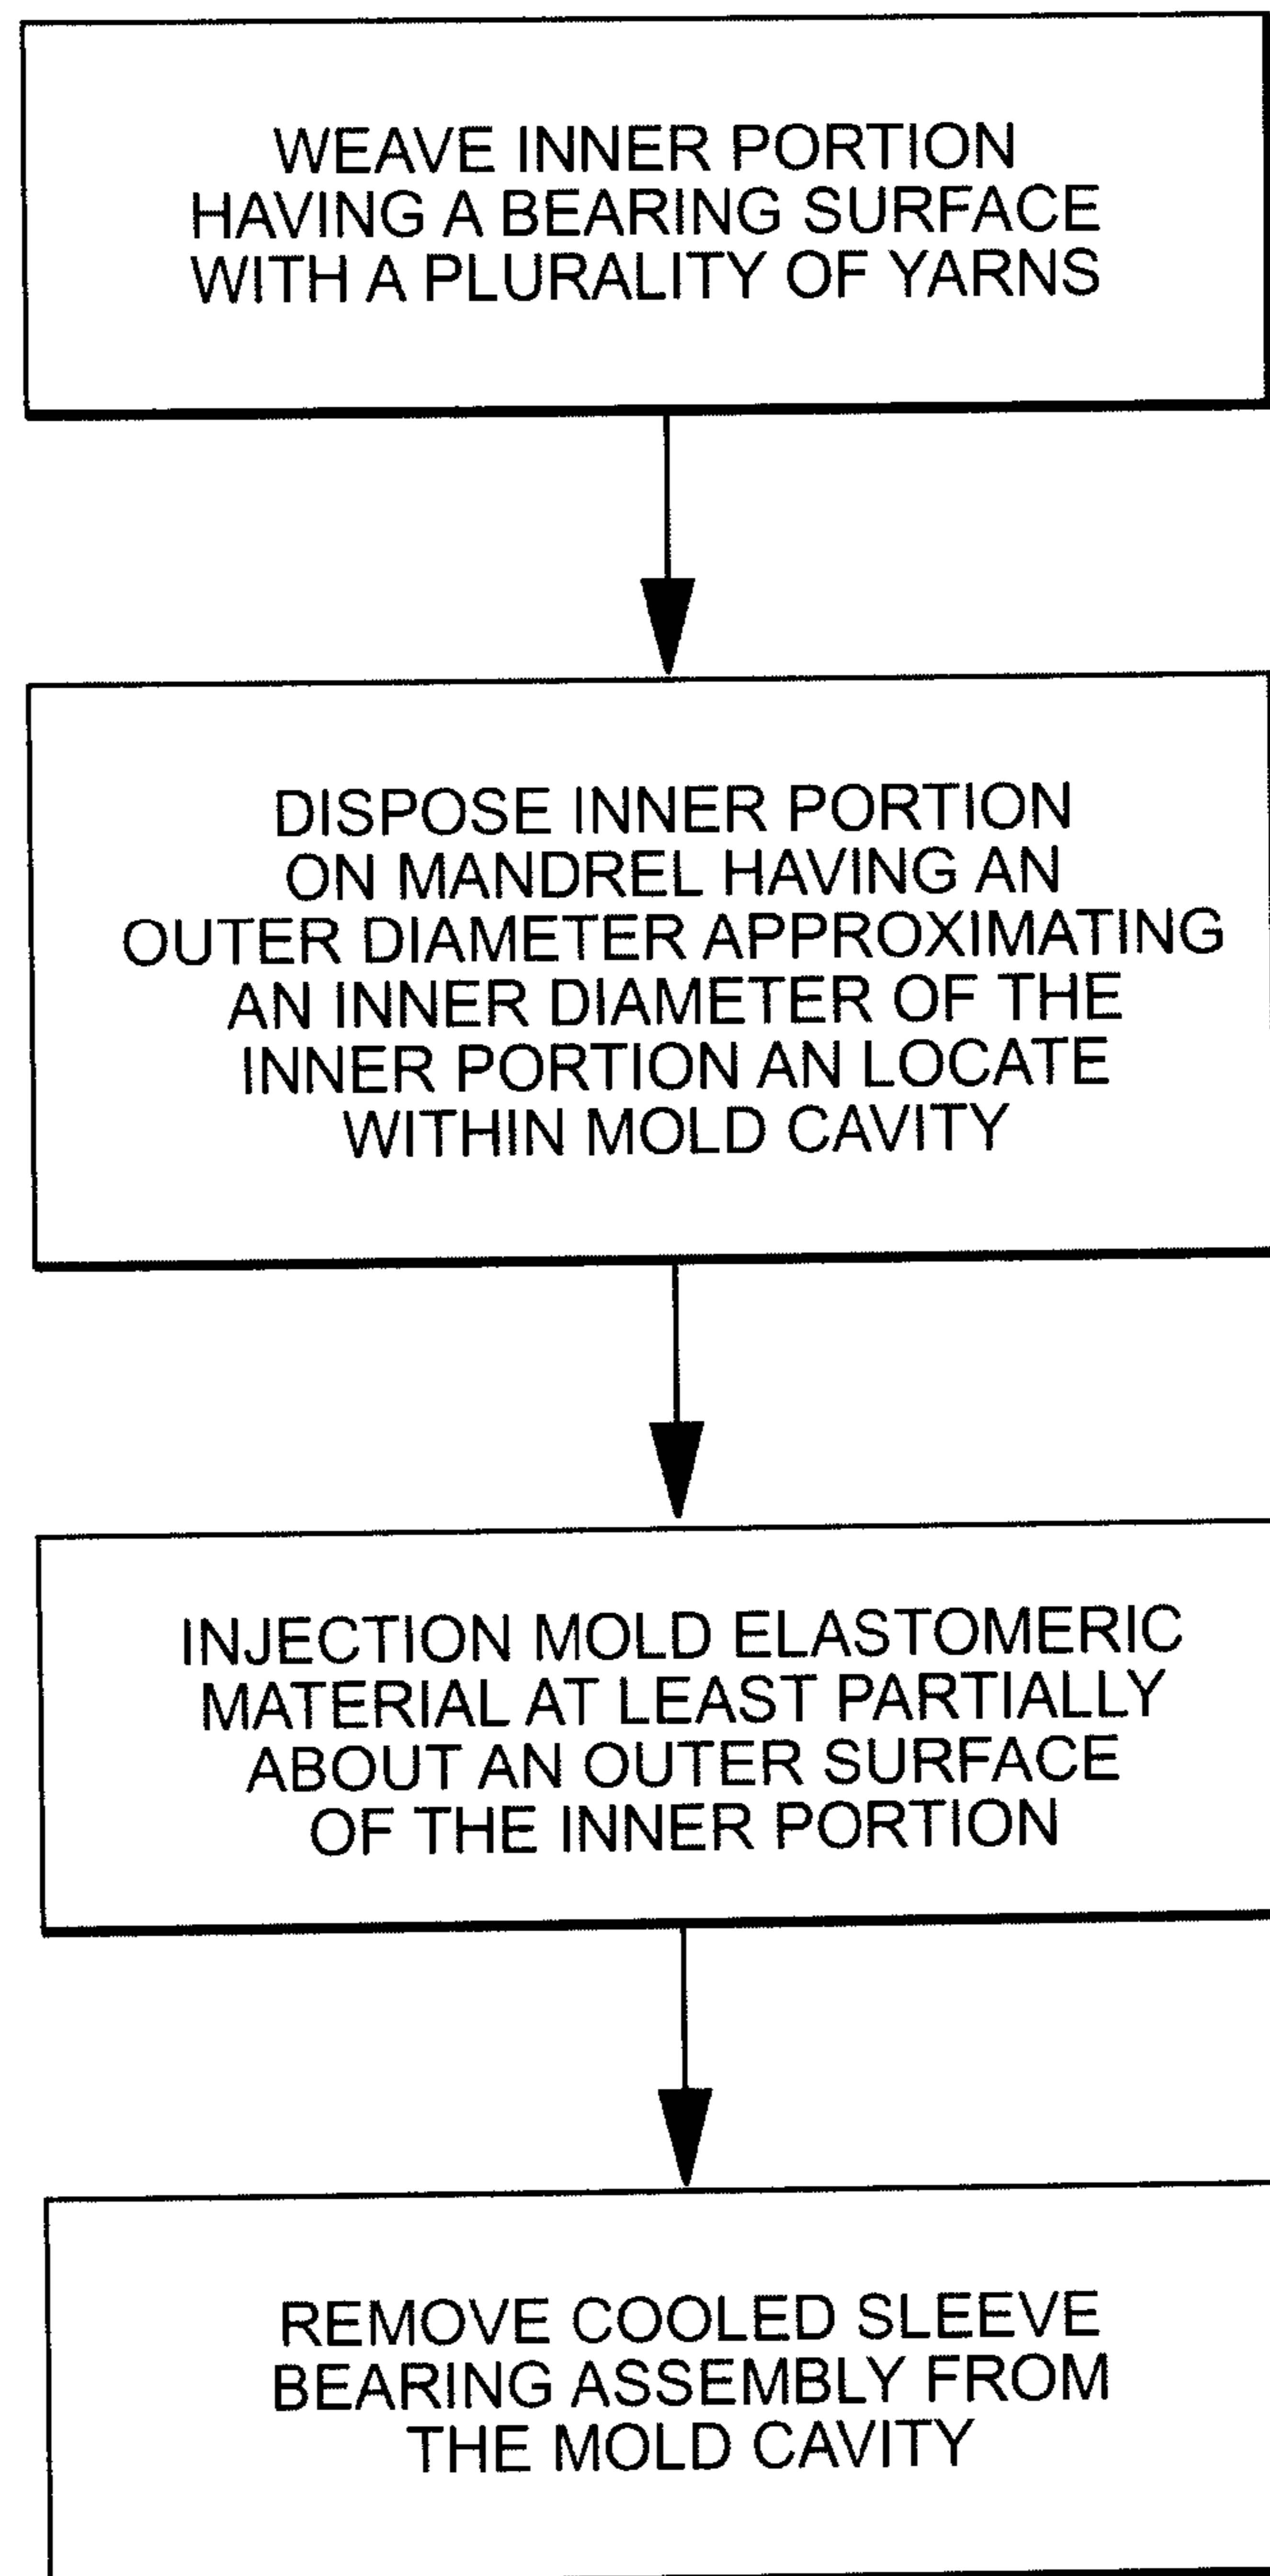 WEAVE INNER PORTION
HAVING A BEARING SURFACE
WITH A PLURALITY OF YARNS
DISPOSE INNER PORTION
ON MANDREL HAVING AN
OUTER DIAMETER APPROXIMATING
AN INNER DIAMETER OF THE
INNER PORTION AN LOCATE
WITHIN MOLD CAVITY
INJECTION MOLD ELASTOMERIC
MATERIAL AT LEAST PARTIALLY
ABOUT AN OUTER SURFACE
OF THE INNER PORTION
REMOVE COOLED SLEEVE
BEARING ASSEMBLY FROM
THE MOLD CAVITY